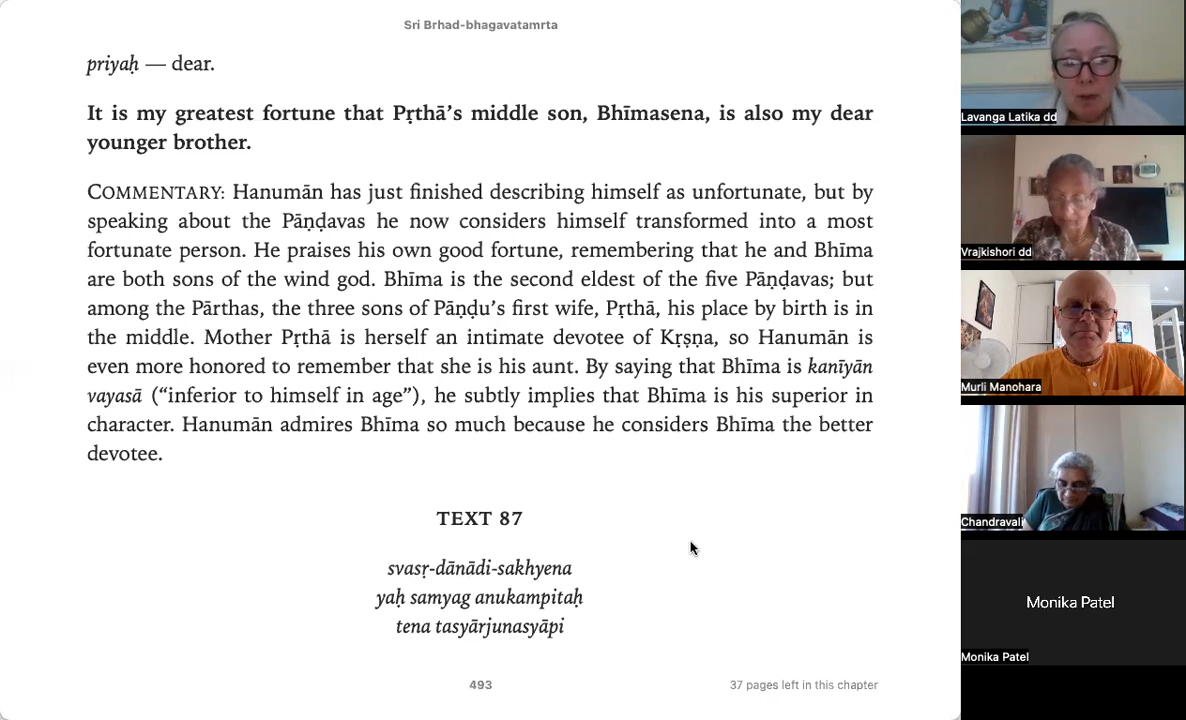 Sri Brhad-bhagavatamrta
priyaḥ — dear.
It is my greatest fortune that Pṛthā’s middle son, Bhīmasena, is also my dear
younger brother.
COMMENTARY: Hanumān has just finished describing himself as unfortunate, but by
speaking about the Pāṇḍavas he now considers himself transformed into a most
fortunate person. He praises his own good fortune, remembering that he and Bhīma
are both sons of the wind god. Bhīma is the second eldest of the five Pāṇḍavas; but
among the Pārthas, the three sons of Pāṇḍu’s first wife, Pṛthā, his place by birth is in
the middle. Mother Pṛthā is herself an intimate devotee of Kṛṣṇa, so Hanumān is
even more honored to remember that she is his aunt. By saying that Bhīma is kanīyān
vayasā (“inferior to himself in age”), he subtly implies that Bhīma is his superior in
character. Hanumān admires Bhīma so much because he considers Bhīma the better
devotee.
TEXT 87
svasṛ-dānādi-sakhyena
yaḥ samyag anukampitaḥ
tena tasyārjunasyāpi
493
37 pages left in this chapter
Lavanga Latika dd
Vrajkishori dd
Murli Manohara
Chandravali
Monika Patel
Monika Patel